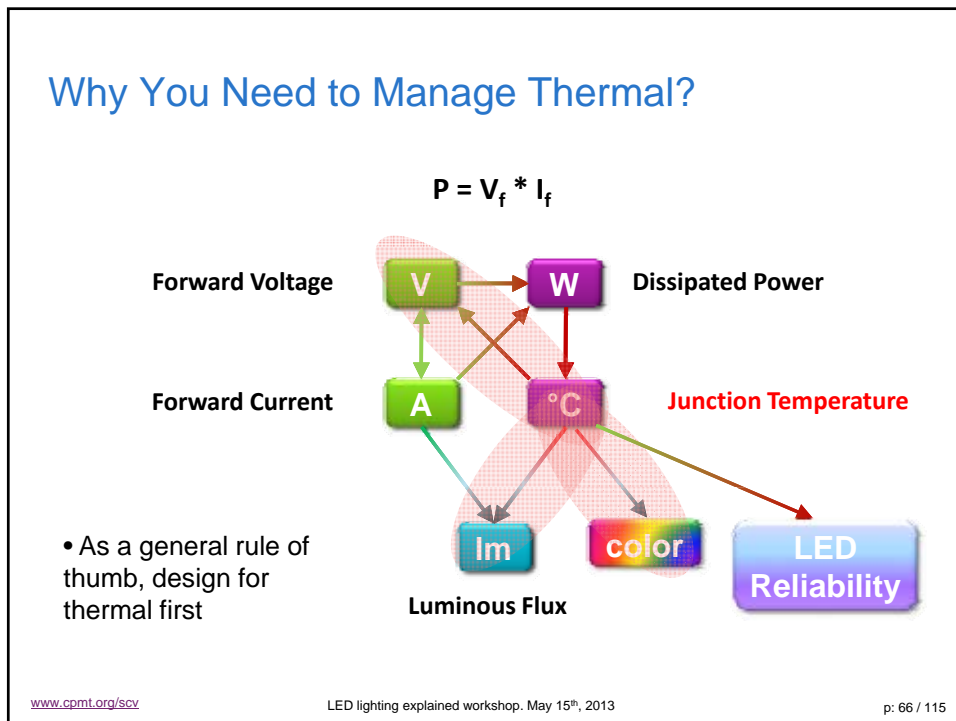 Why You Need to Manage Thermal?
P = Vf * If
Forward Voltage
V
W
Dissipated Power
Forward Current
A
°C
Junction Temperature
• As a general rule of
thumb, design for
thermal first
lm
color
LED
Reliability
Luminous Flux
www.cpmt.org/scv
LED lighting explained workshop. May 15th, 2013
p: 66 / 115